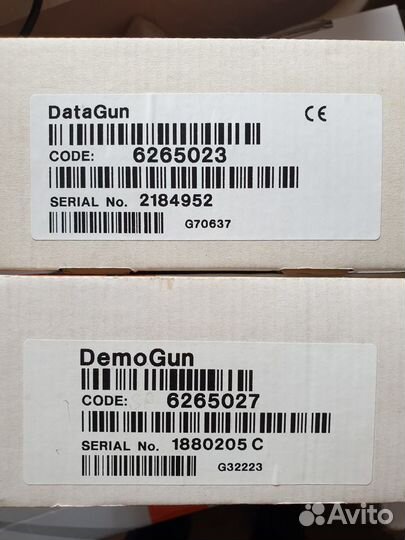 DataGun CE
CODE: 6265023
SERIAL No. 2184952
G70637
DemoGun
CODE: 6265027
SERIAL No. 1880205 C
G32223
Avito